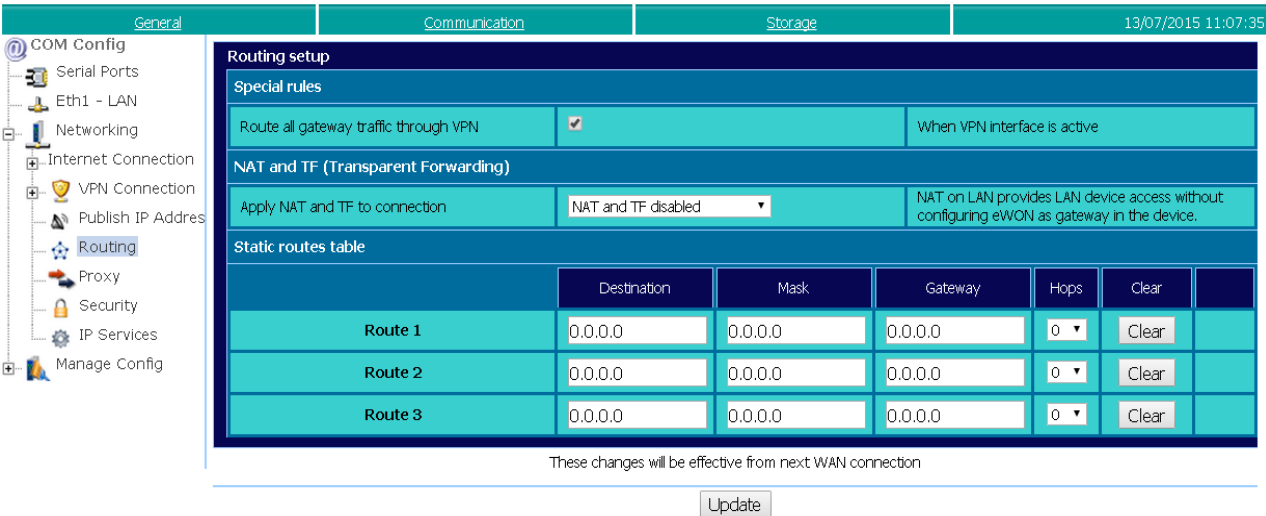 General Communication Storage 13/07/2015 11:07:35
COM Config
Serial Ports
Eth1 - LAN
Networking
Internet Connection
VPN Connection
Publish IP Addres
Routing
Proxy
Security
IP Services
Manage Config
Routing setup
Special rules
Route all gateway traffic through VPN When VPN interface is active
NAT and TF (Transparent Forwarding)
Apply NAT and TF to connection NAT and TF disabled NAT on LAN provides LAN device access without
configuring eWON as gateway in the device.
Static routes table
Destination Mask Gateway Hops Clear
Route 1 0.0.0.0 0.0.0.0 0.0.0.0 0 Clear
Route 2 0.0.0.0 0.0.0.0 0.0.0.0 0 Clear
Route 3 0.0.0.0 0.0.0.0 0.0.0.0 0 Clear
These changes will be effective from next WAN connection
Update